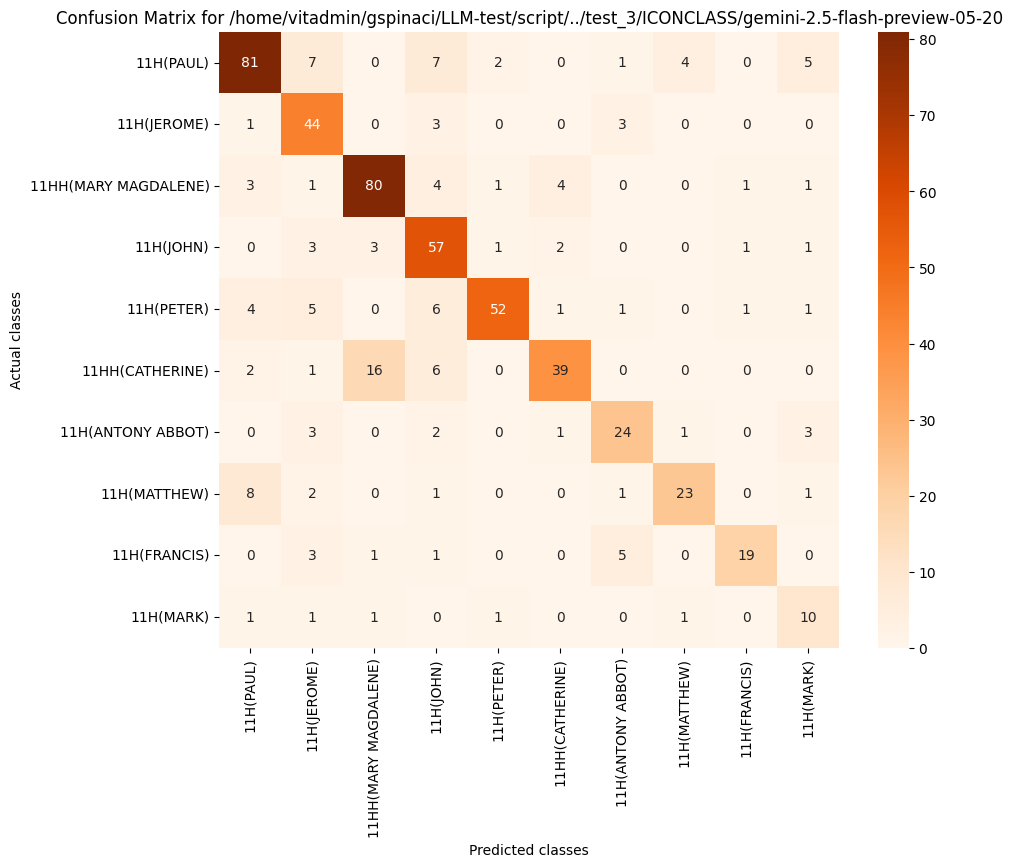 Confusion Matrix for /home/vitadmin/gspinaci/LLM-test/script/../test_3/ICONCLASS/gemini-2.5-flash-preview-05-20
Actual classes
11H(PAUL) 81 7 0 7 2 0 1 4 0 5
11H(JEROME) 1 44 0 3 0 0 3 0 0 0
11HH(MARY MAGDALENE) 3 1 80 4 1 4 0 0 1 1
11H(JOHN) 0 3 3 57 1 2 0 0 1 1
11H(PETER) 4 5 0 6 52 1 1 0 1 1
11HH(CATHERINE) 2 1 16 6 0 39 0 0 0 0
11H(ANTONY ABBOT) 0 3 0 2 0 1 24 1 0 3
11H(MATTHEW) 8 2 0 1 0 0 1 23 0 1
11H(FRANCIS) 0 3 1 1 0 0 5 0 19 0
11H(MARK) 1 1 1 0 1 0 0 1 0 10
11H(PAUL)
11H(JEROME)
11HH(MARY MAGDALENE)
11H(JOHN)
11H(PETER)
11HH(CATHERINE)
11H(ANTONY ABBOT)
11H(MATTHEW)
11H(FRANCIS)
11H(MARK)
Predicted classes
80
70
60
50
40
30
20
10
0